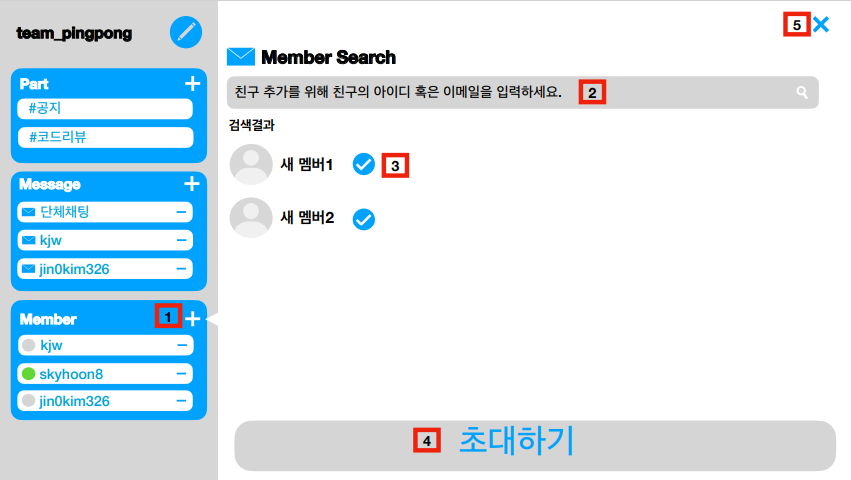 team_pingpong
Part
#공지
#코드리뷰
Message
단체채팅
kjw
jin0kim326
Member 1
kjw
skyhoon8
jin0kim326
5
Member Search
친구 추가를 위해 친구의 아이디 혹은 이메일을 입력하세요. 2
검색결과
새 멤버1 3
새 멤버2
4 초대하기